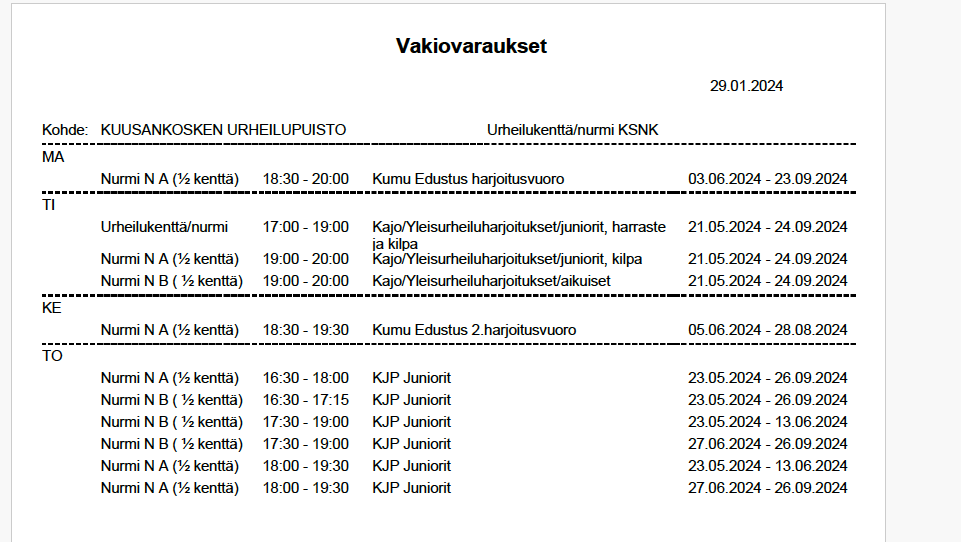 Vakiovaraukset
29.01.2024
Kohde: KUUSANKOSKEN URHEILUPUISTO Urheilukenttä/nurmi KSNK
MA
Nurmi N A (½ kenttä) 18:30 - 20:00 Kumu Edustus harjoitusvuoro 03.06.2024 - 23.09.2024
TI
Urheilukenttä/nurmi 17:00 - 19:00 Kajo/Yleisurheiluharjoitukset/juniorit, harraste 21.05.2024 - 24.09.2024
ja kilpa
Nurmi N A (½ kenttä) 19:00 - 20:00 Kajo/Yleisurheiluharjoitukset/juniorit, kilpa 21.05.2024 - 24.09.2024
Nurmi N B ( ½ kenttä) 19:00 - 20:00 Kajo/Yleisurheiluharjoitukset/aikuiset 21.05.2024 - 24.09.2024
KE
Nurmi N A (½ kenttä) 18:30 - 19:30 Kumu Edustus 2.harjoitusvuoro 05.06.2024 - 28.08.2024
TO
Nurmi N A (½ kenttä) 16:30 - 18:00 KJP Juniorit 23.05.2024 - 26.09.2024
Nurmi N B ( ½ kenttä) 16:30 - 17:15 KJP Juniorit 23.05.2024 - 26.09.2024
Nurmi N B ( ½ kenttä) 17:30 - 19:00 KJP Juniorit 23.05.2024 - 13.06.2024
Nurmi N B ( ½ kenttä) 17:30 - 19:00 KJP Juniorit 27.06.2024 - 26.09.2024
Nurmi N A (½ kenttä) 18:00 - 19:30 KJP Juniorit 23.05.2024 - 13.06.2024
Nurmi N A (½ kenttä) 18:00 - 19:30 KJP Juniorit 27.06.2024 - 26.09.2024